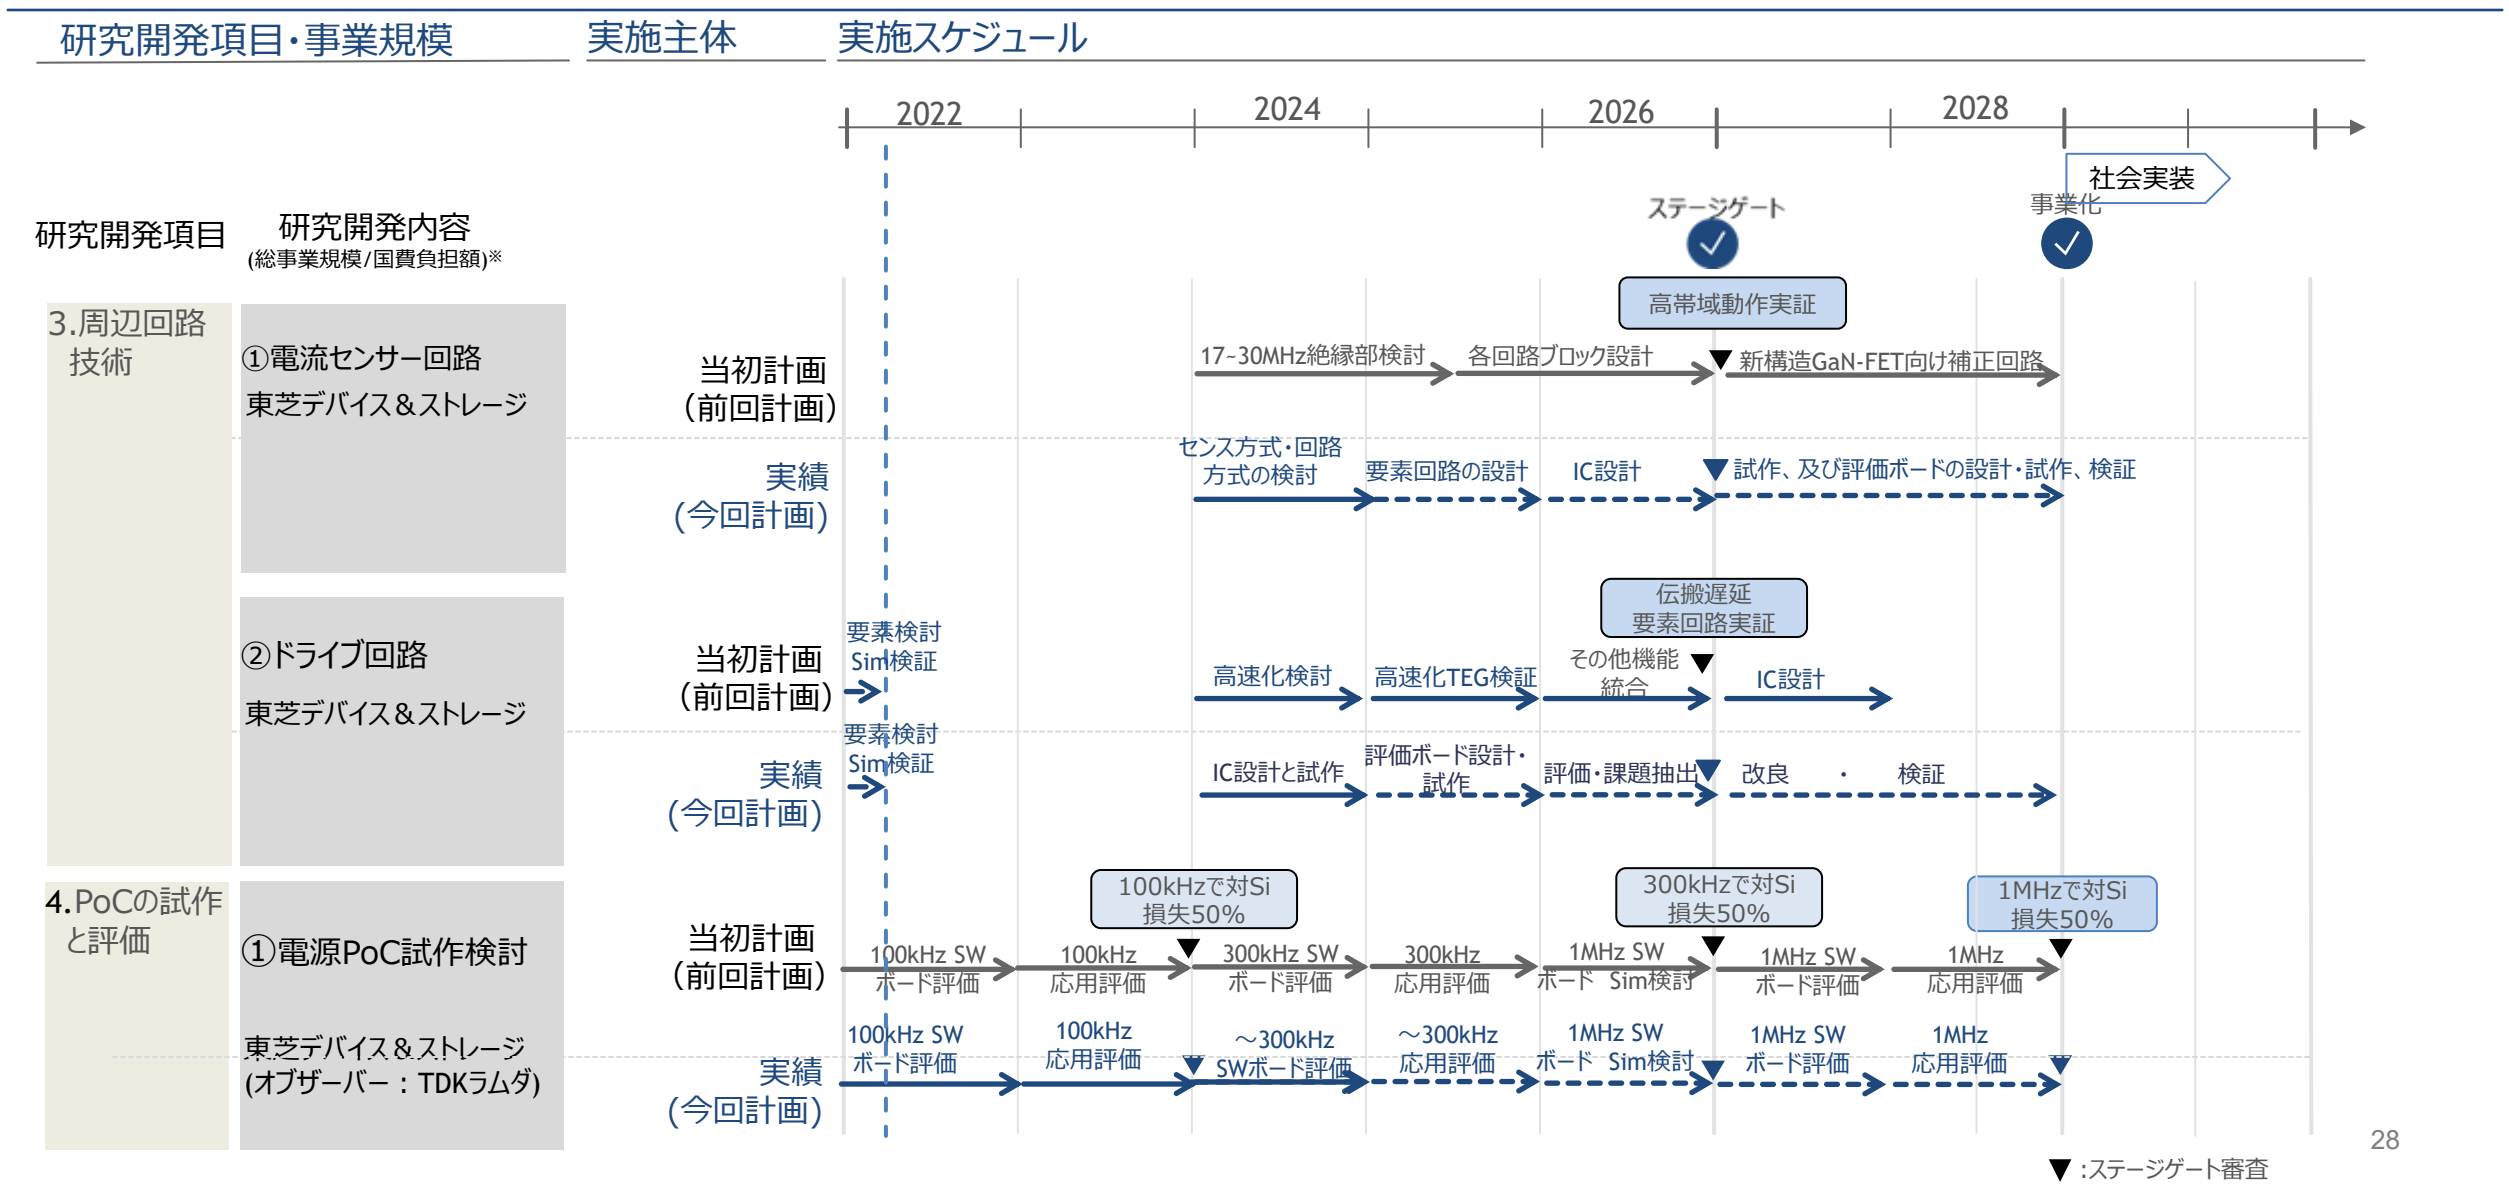 研究開発項目・事業規模
実施主体
実施スケジュール
2022
2024
2026
2028
社会実装
ステージゲート
事業化
研究開発項目
研究開発内容
(総事業規模/国費負担額)※
高帯域動作実証
3.周辺回路
技術
①電流センサー回路
東芝デバイス＆ストレージ
当初計画
（前回計画）
17~30MHz絶縁部検討
各回路ブロック設計
新構造GaN-FET向け補正回路
実績
(今回計画)
センス方式・回路
方式の検討
要素回路の設計
IC設計
試作、及び評価ボードの設計・試作、検証
伝搬遅延
要素回路実証
②ドライブ回路
東芝デバイス＆ストレージ
当初計画
（前回計画）
要素検討
Sim検証
高速化検討
高速化TEG検証
その他機能
統合
IC設計
実績
(今回計画)
要素検討
Sim検証
IC設計と試作
評価ボード設計・
試作
評価・課題抽出
改良　・　検証
100kHzで対Si
損失50%
300kHzで対Si
損失50%
1MHzで対Si
損失50%
4.PoCの試作
と評価
①電源PoC試作検討
東芝デバイス＆ストレージ
(オブザーバー：TDKラムダ)
当初計画
（前回計画）
100kHz SW
ボード評価
100kHz
応用評価
300kHz SW
ボード評価
300kHz
応用評価
1MHz SW
ボード　Sim検討
1MHz SW
ボード評価
1MHz
応用評価
実績
(今回計画)
100kHz SW
ボード評価
100kHz
応用評価
～300kHz
SWボード評価
～300kHz
応用評価
1MHz SW
ボード　Sim検討
1MHz SW
ボード評価
1MHz
応用評価
28
▼:ステージゲート審査